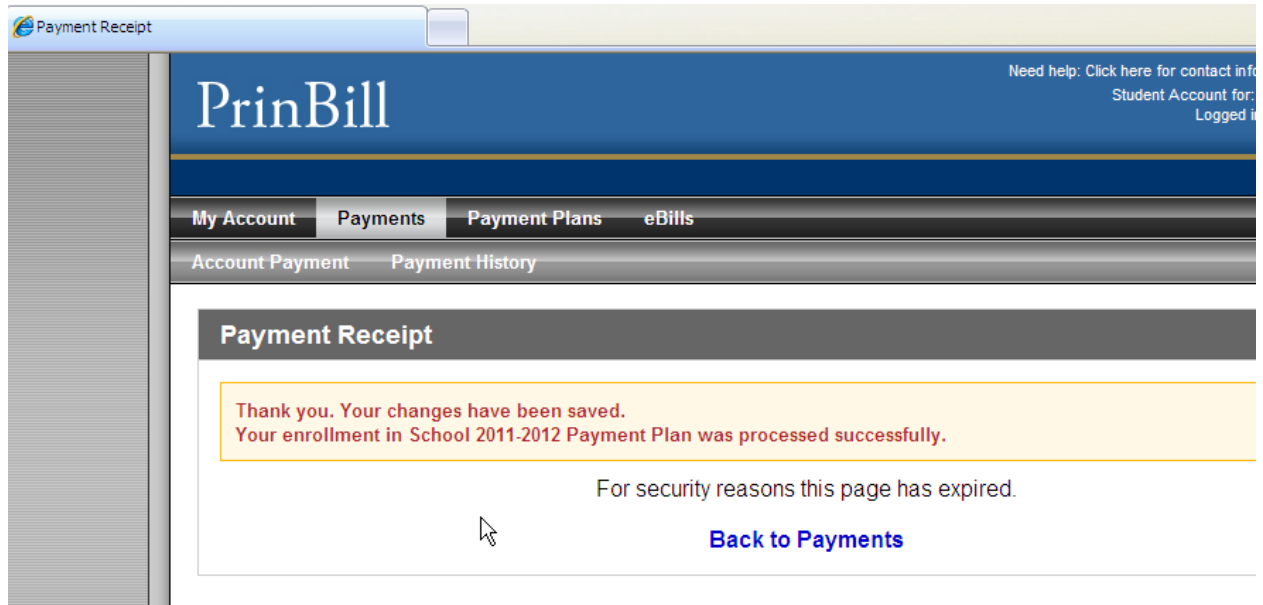 Payment Receipt
Need help: Click here for contact
PrinBill
Student Account for:
Logged
My Account Payments Payment Plans eBills
Account Payment Payment History
Payment Receipt
Thank you. Your changes have been saved.
Your enrollment in School 2011-2012 Payment Plan was processed successfully.
For security reasons this page has expired.
Back to Payments